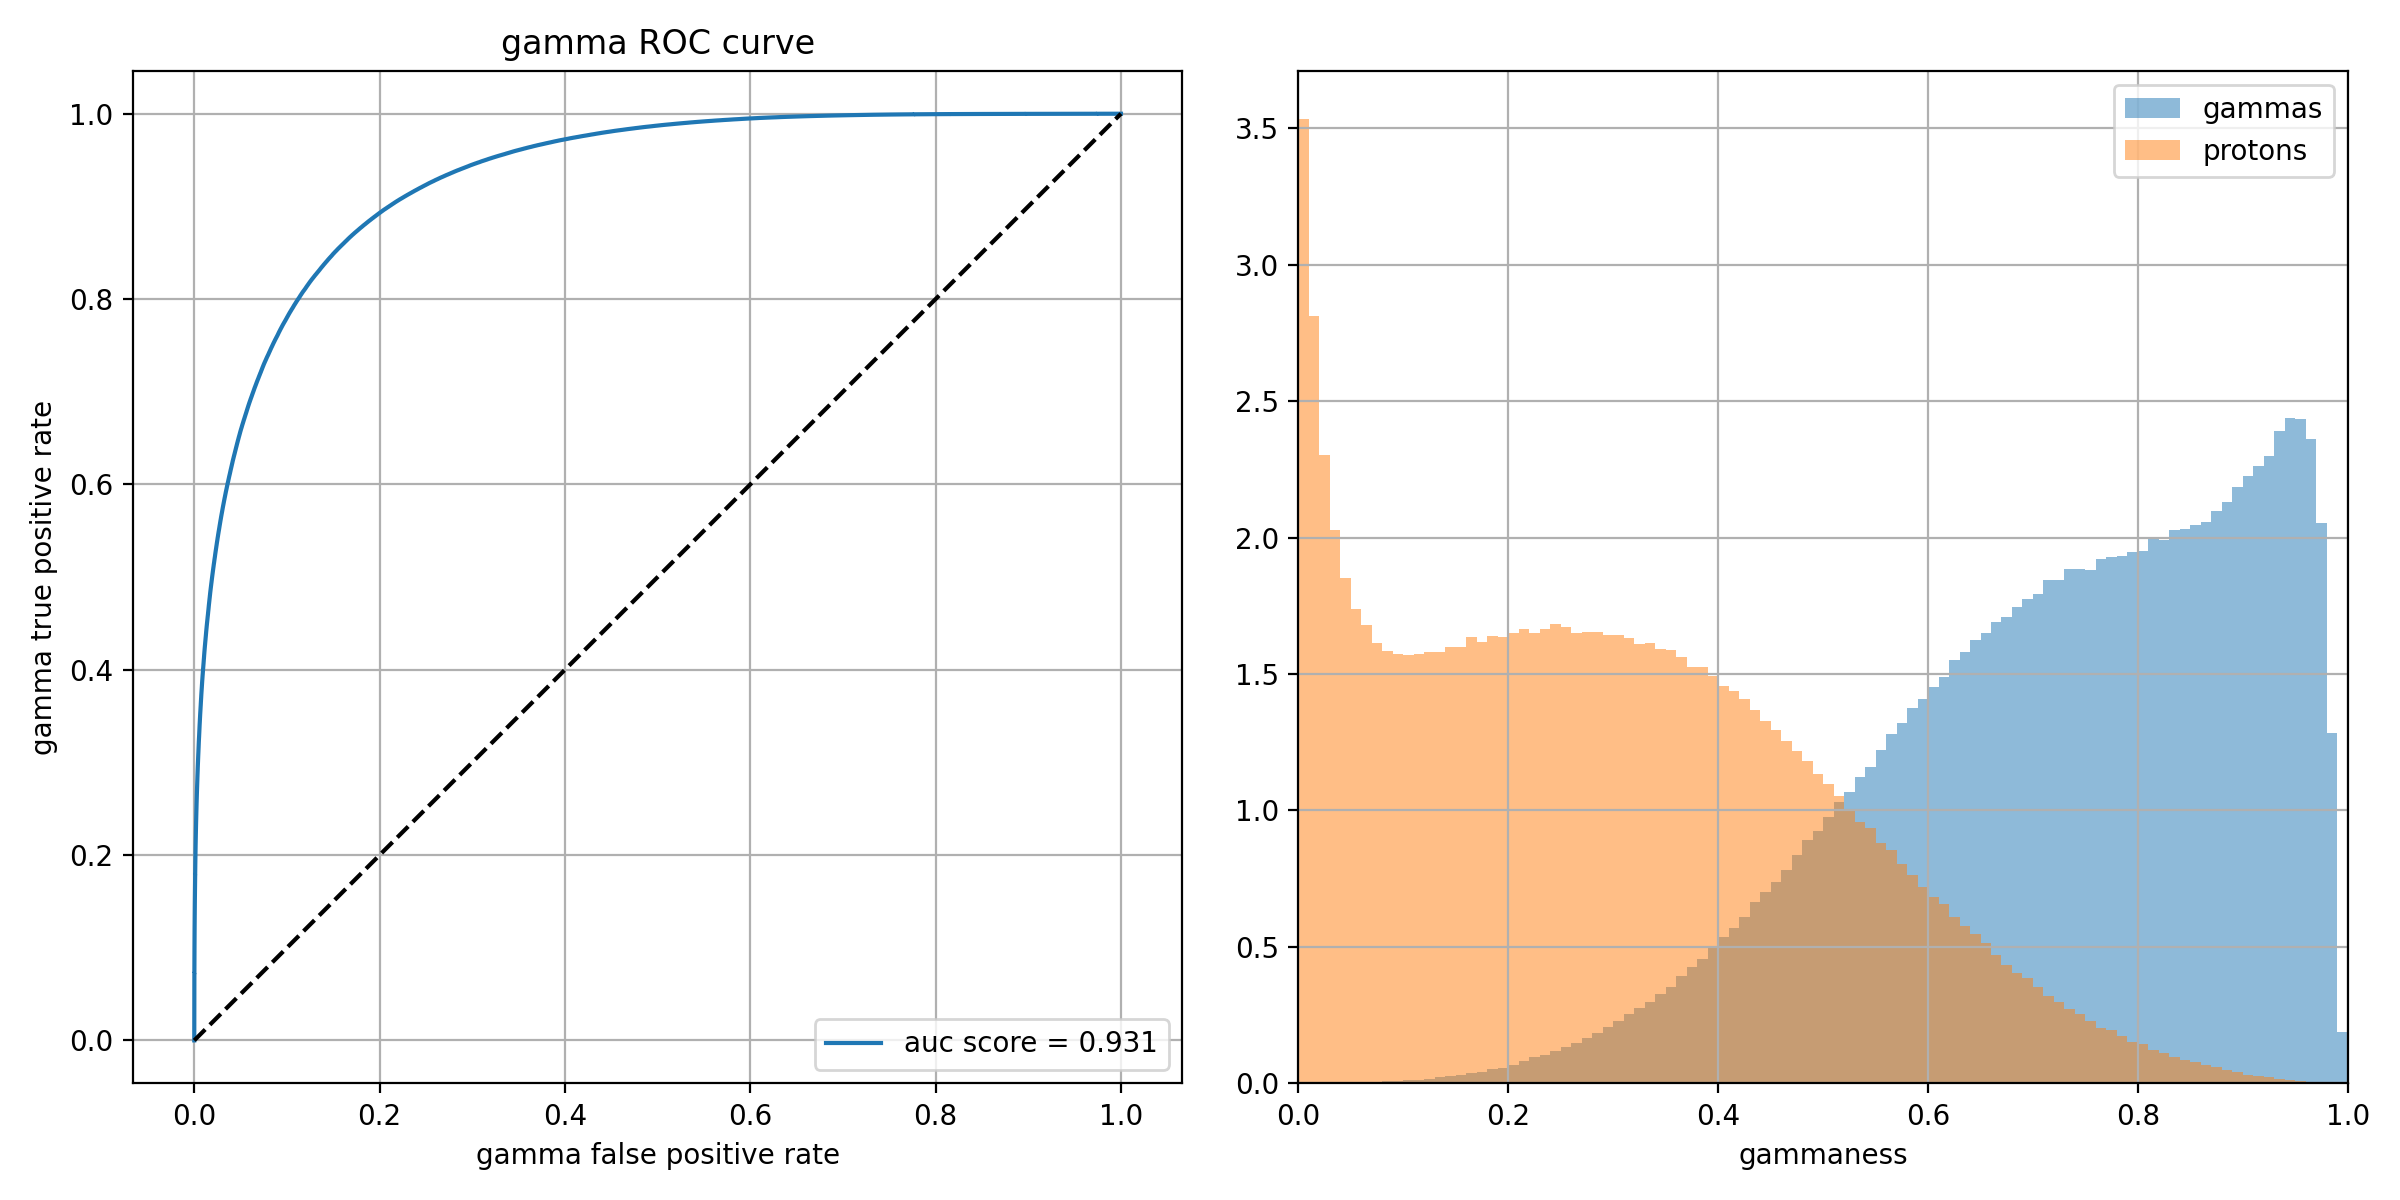 gamma ROC curve
gamma true positive rate
1.0
0.8
0.6
0.4
0.2
0.0
0.0 0.2 0.4 0.6 0.8 1.0
gamma false positive rate
auc score = 0.931
3.5
3.0
2.5
2.0
1.5
1.0
0.5
0.0
0.0 0.2 0.4 0.6 0.8 1.0
gammaness
gammas
protons